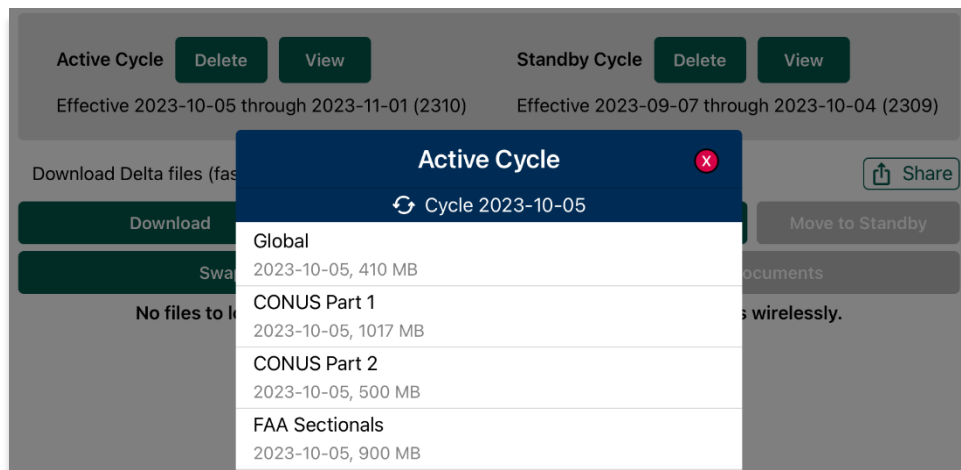 Active Cycle Delete View Standby Cycle Delete View
Effective 2023-10-05 through 2023-11-01 (2310) Effective 2023-09-07 through 2023-10-04 (2309)
Active Cycle X
Download Delta files Share
Cycle 2023-10-05
Download Move to Standby
Global
2023-10-05, 410 MB
CONUS Part 1
No files to wirelessly.
2023-10-05, 1017 MB
CONUS Part 2
2023-10-05, 500 MB
FAA Sectionals
2023-10-05, 900 MB